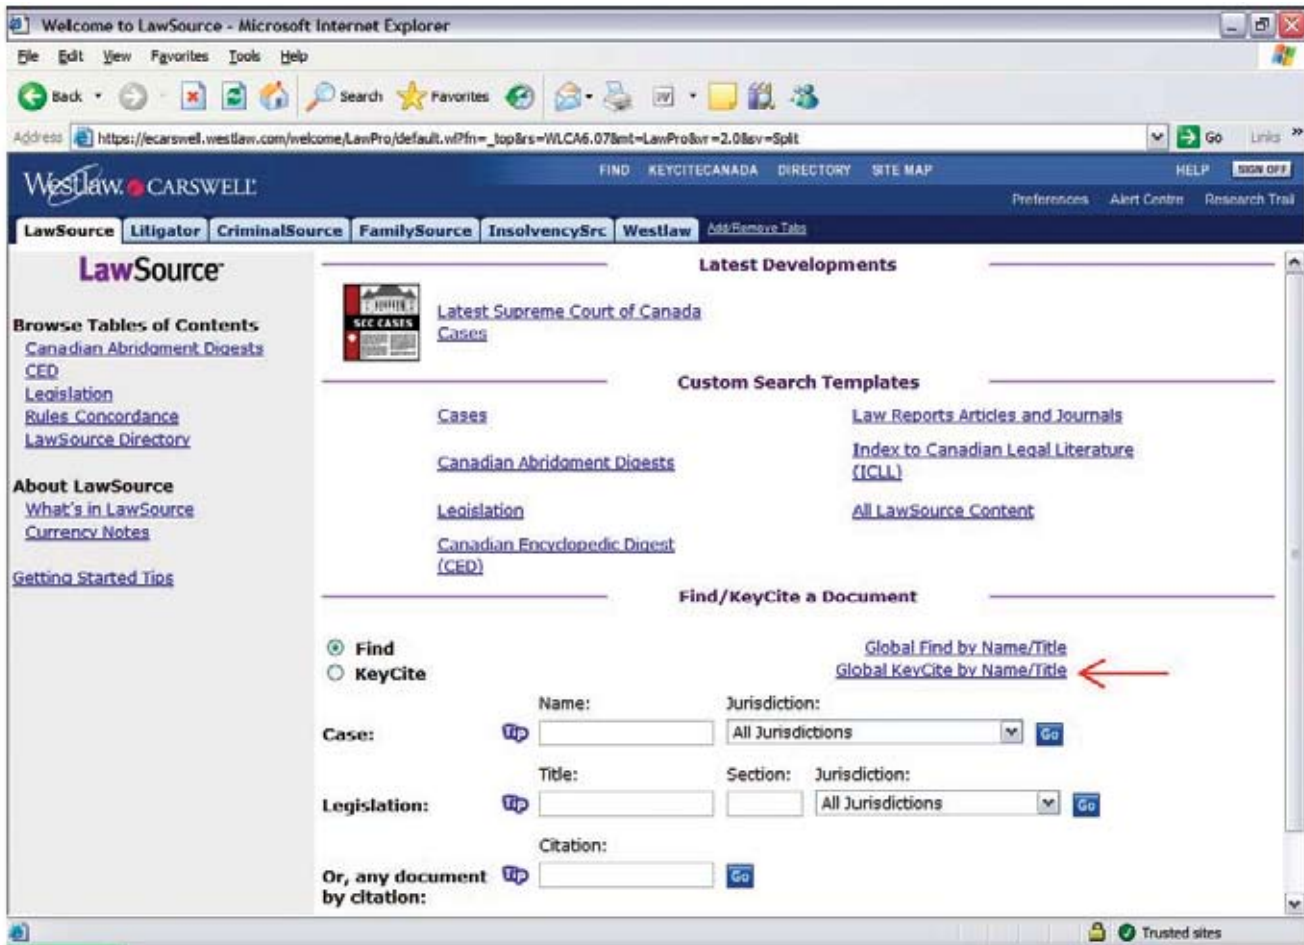 Welcome to LawSource - Microsoft Internet Explorer
File Edit View Favorites Tools Help
Back Search Favorites
Address https://ecarswell.westlaw.com/welcome/LawPro/default.wl?fn=_top&rs=WLCA6.07&mt=LawPro&vr=2.0&sv=Split Go Links »
Westlaw. CARSWELL
FIND KEYCITECANADA DIRECTORY SITE MAP HELP SIGN OFF
Preferences Alert Centre Research Trail
LawSource Litigator CriminalSource FamilySource InsolvencySrc Westlaw Add/Remove Tabs
LawSource
Browse Tables of Contents
Canadian Abridgment Digests
CED
Legislation
Rules Concordance
LawSource Directory
About LawSource
What's in LawSource
Currency Notes
Getting Started Tips
Latest Developments
SCC CASES
Latest Supreme Court of Canada
Cases
Custom Search Templates
Cases Law Reports Articles and Journals
Canadian Abridgment Digests Index to Canadian Legal Literature
(ICLL)
Legislation All LawSource Content
Canadian Encyclopedic Digest
(CED)
Find/KeyCite a Document
Find Global Find by Name/Title
KeyCite Global KeyCite by Name/Title
Name: Jurisdiction:
Case: Tip All Jurisdictions Go
Title: Section: Jurisdiction:
Legislation: Tip All Jurisdictions Go
Citation:
Or, any document Tip Go
by citation:
Trusted sites